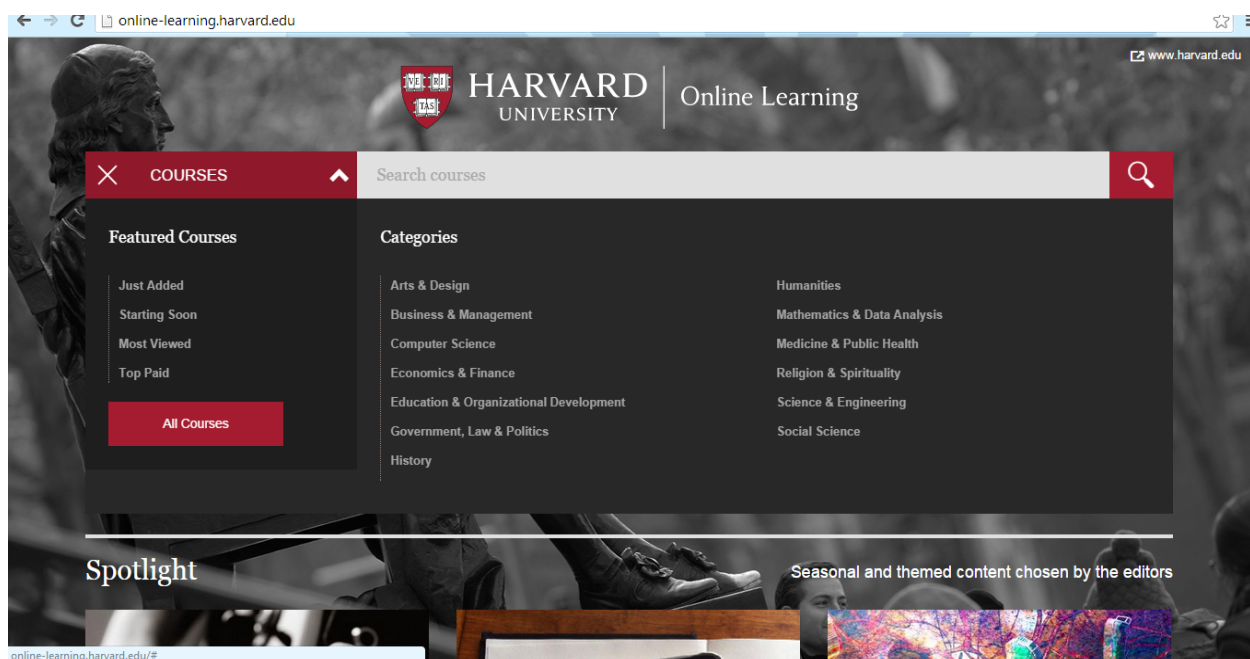 online-learning.harvard.edu
www.harvard.edu
VE RI
TAS
HARVARD
UNIVERSITY
Online Learning
COURSES
Search courses
Featured Courses
Just Added
Starting Soon
Most Viewed
Top Paid
All Courses
Categories
Arts & Design
Business & Management
Computer Science
Economics & Finance
Education & Organizational Development
Government, Law & Politics
History
Humanities
Mathematics & Data Analysis
Medicine & Public Health
Religion & Spirituality
Science & Engineering
Social Science
Spotlight
Seasonal and themed content chosen by the editors
online-learning.harvard.edu/#